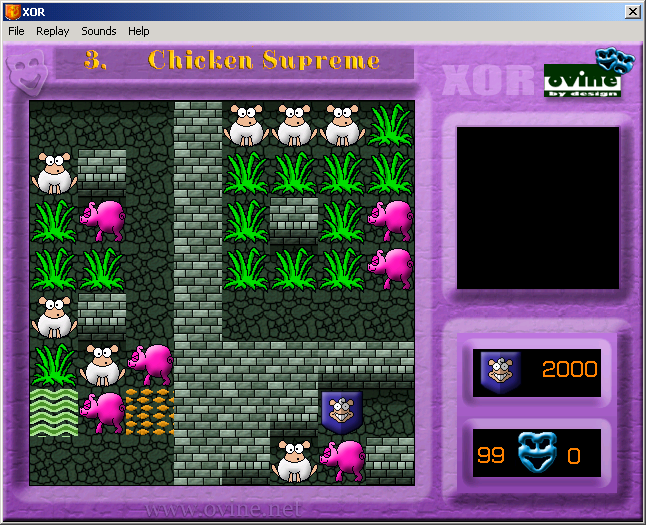 XOR
File Replay Sounds Help
3. Chicken Supreme
XOR
ovine
by design
2000
99 0
www.ovine.net